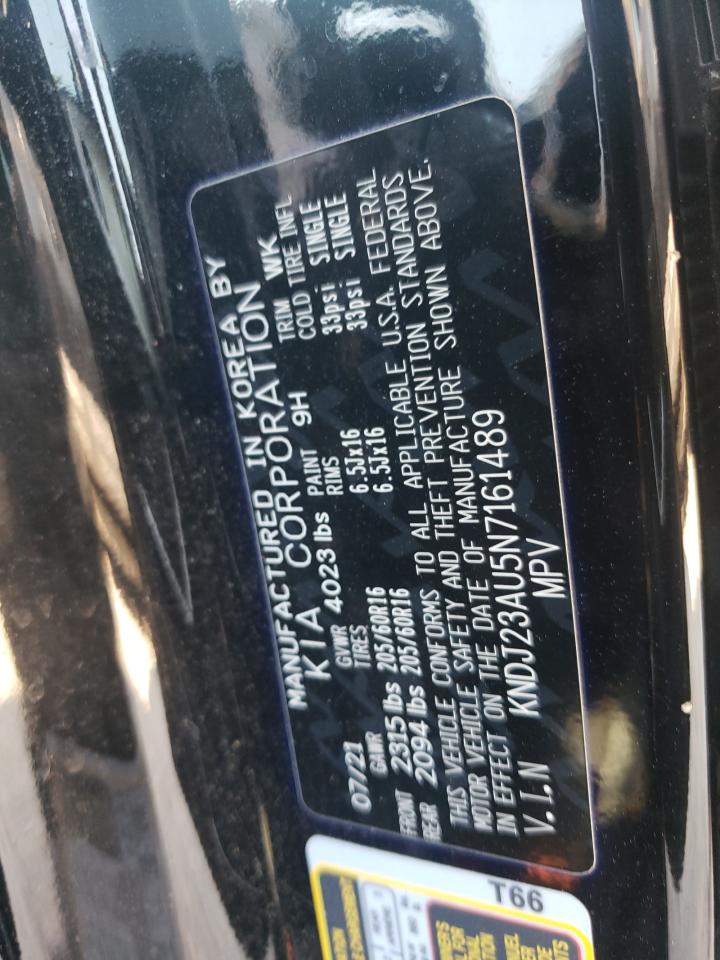 MANUFACTURED IN KOREA BY
KIA CORPORATION
07/21 GVWR 4023 lbs PAINT 9H TRIM WK
GAWR TIRES RIMS COLD TIRE INFL
FRONT 2315 lbs 205/60R16 6.5Jx16 33psi SINGLE
REAR 2094 lbs 205/60R16 6.5Jx16 33psi SINGLE
THIS VEHICLE CONFORMS TO ALL APPLICABLE U.S.A. FEDERAL
MOTOR VEHICLE SAFETY AND THEFT PREVENTION STANDARDS
IN EFFECT ON THE DATE OF MANUFACTURE SHOWN ABOVE.
V.I.N KNDJ23AU5N7161489
MPV
T66